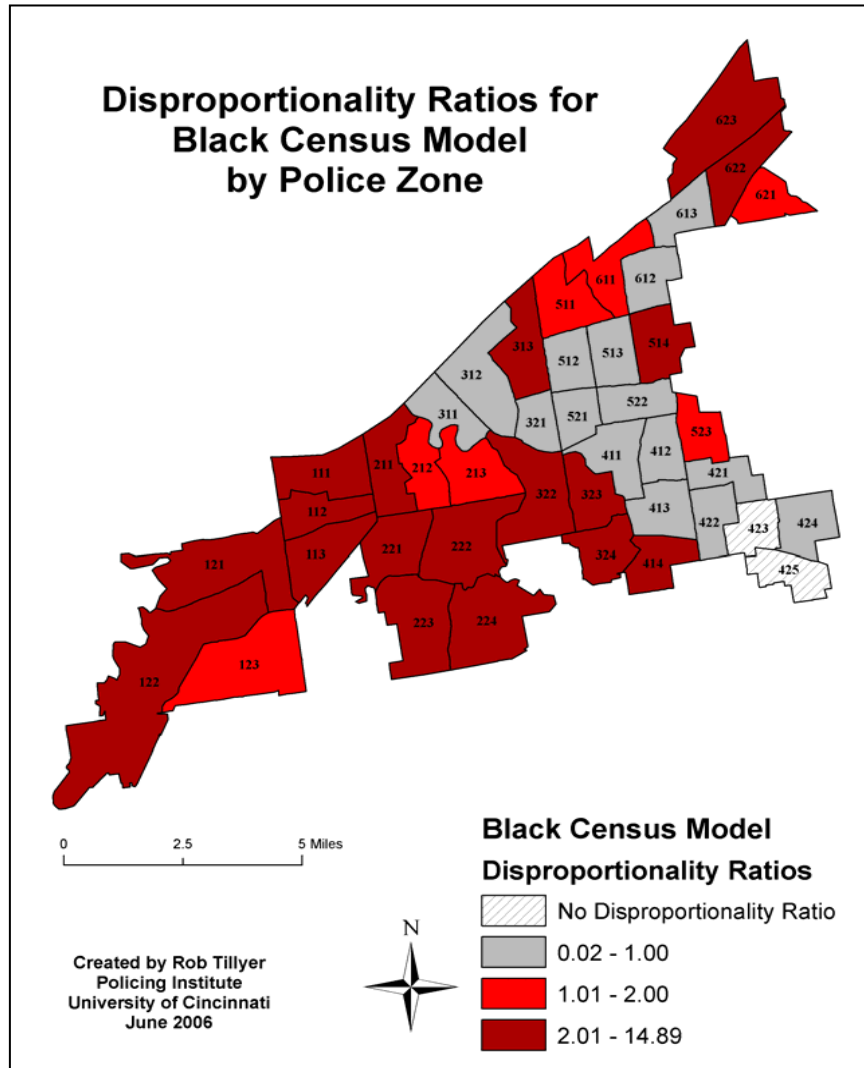 Disproportionality Ratios for
Black Census Model
by Police Zone
623
622
621
613
611
612
511
313
514
512
513
312
522
321
521
311
523
411
412
421
111
211
212
213
322
323
413
422
423
424
112
113
221
222
324
414
425
121
223
224
123
122
0 2.5 5 Miles
N
Created by Rob Tillyer
Policing Institute
University of Cincinnati
June 2006
Black Census Model
Disproportionality Ratios
No Disproportionality Ratio
0.02 - 1.00
1.01 - 2.00
2.01 - 14.89